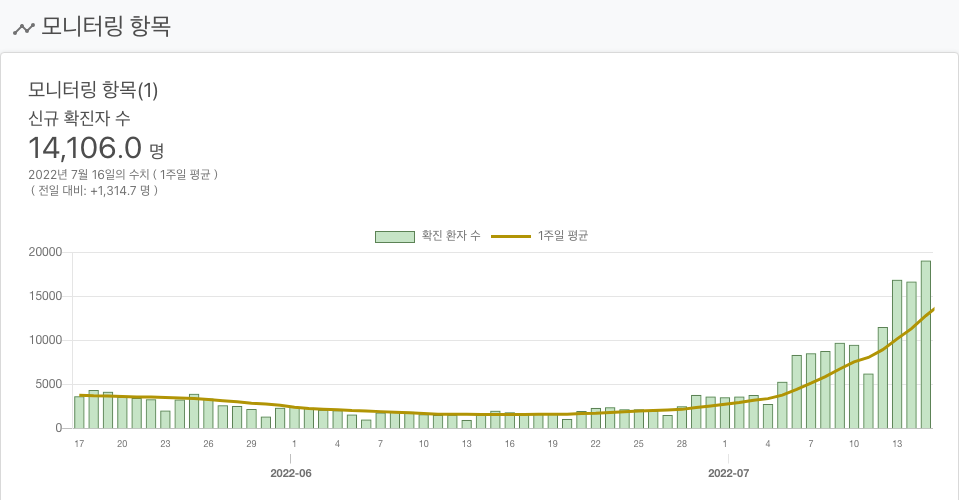 모니터링 항목
모니터링 항목(1)
신규 확진자 수
14,106.0 명
2022년 7월 16일의 수치 ( 1주일 평균 )
( 전일 대비: +1,314.7 명 )
확진 환자 수 1주일 평균
20000
15000
10000
5000
0
17 20 23 26 29 1 4 7 10 13 16 19 22 25 28 1 4 7 10 13
2022-06 2022-07